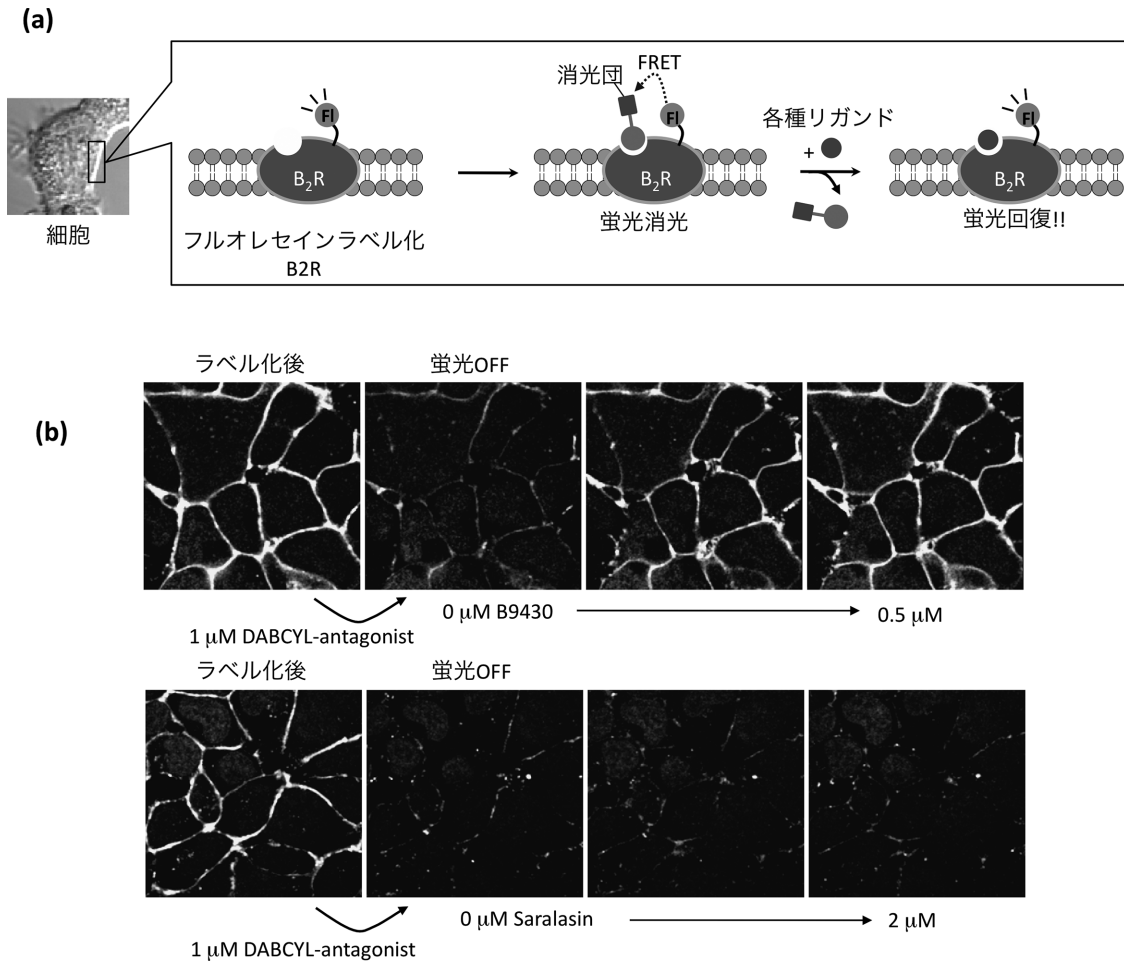 (a)
消光団
FRET
Fl
Fl
各種リガンド
+
Fl
B₂R
B₂R
B₂R
細胞
フルオレセインラベル化
B2R
蛍光消光
蛍光回復!!
(b)
ラベル化後
蛍光OFF
1 μM DABCYL-antagonist
0 μM B9430
0.5 μM
ラベル化後
蛍光OFF
1 μM DABCYL-antagonist
0 μM Saralasin
2 μM